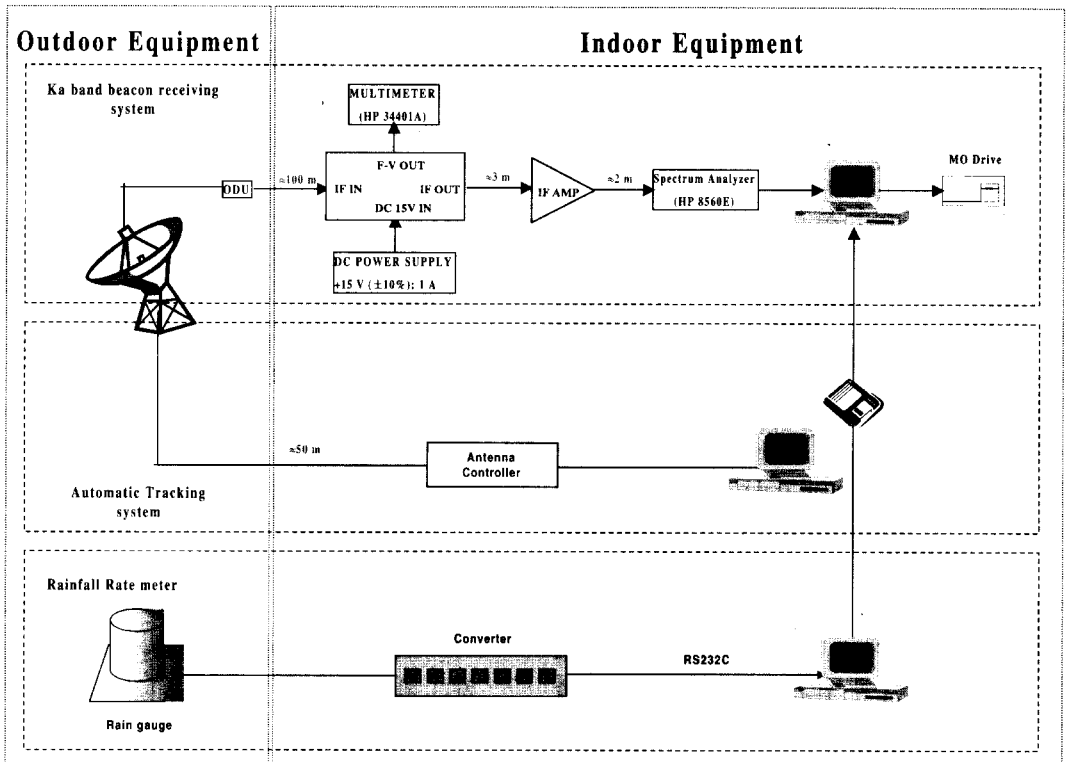 Outdoor Equipment
Indoor Equipment
Ka band beacon receiving
system
MULTIMETER
(HP 34401A)
ODU
≈100 m
F-V OUT
IF IN
IF OUT
DC 15V IN
≈3 m
IF AMP
≈2 m
Spectrum Analyzer
(HP 8560E)
MO Drive
DC POWER SUPPLY
+15 V (±10%); 1 A
≈50 m
Antenna
Controller
Automatic Tracking
system
Rainfall Rate meter
Rain gauge
Converter
RS232C